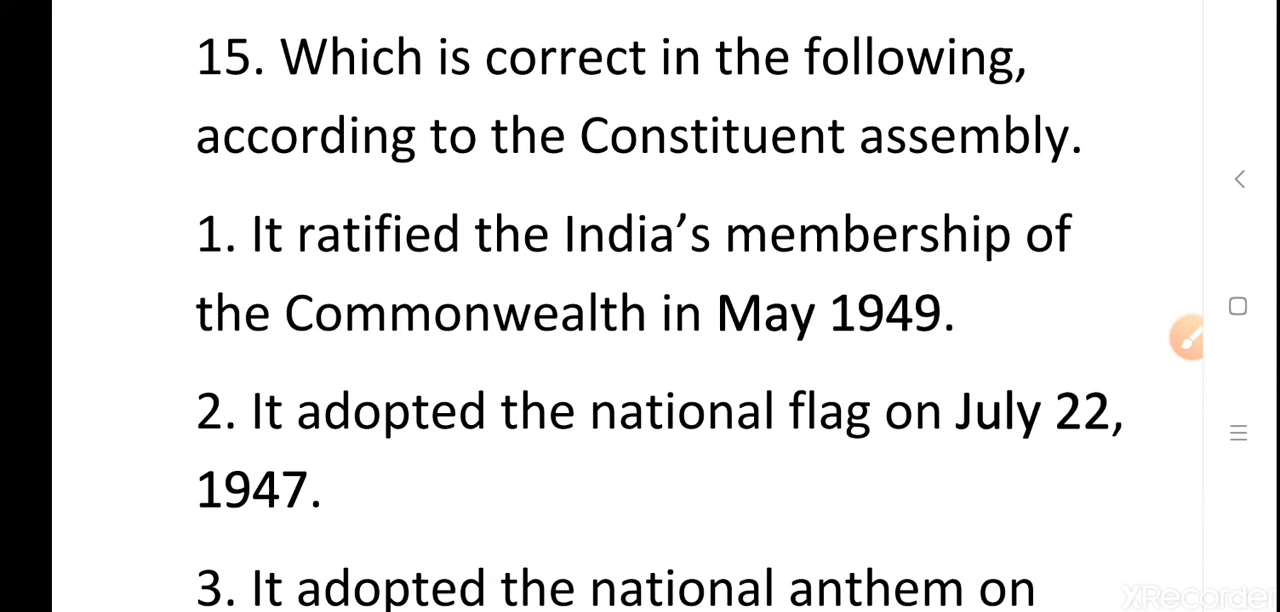 15. Which is correct in the following,
according to the Constituent assembly.
1. It ratified the India’s membership of
the Commonwealth in May 1949.
2. It adopted the national flag on July 22,
1947.
3. It adopted the national anthem on
XRecorder